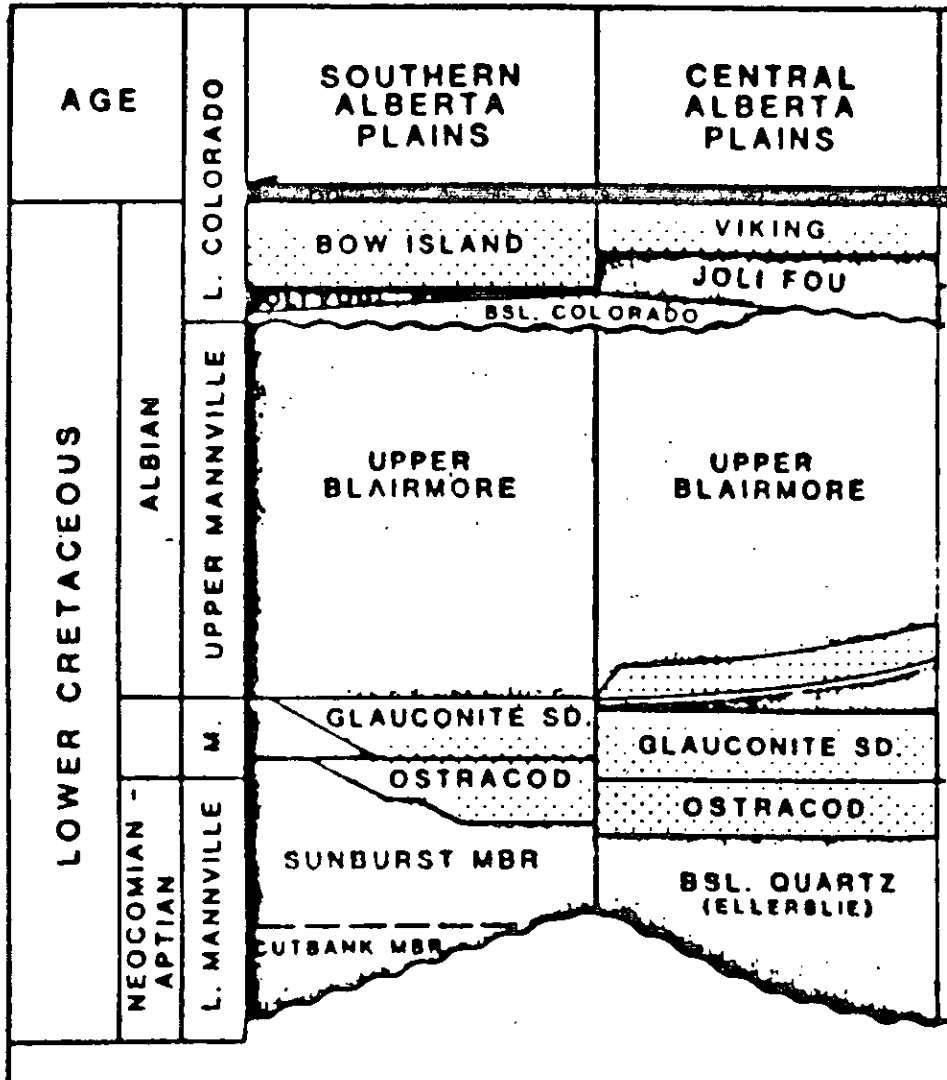 AGE
L. COLORADO
SOUTHERN
ALBERTA
PLAINS
CENTRAL
ALBERTA
PLAINS
BOW ISLAND
VIKING
JOLI FOU
BSL. COLORADO
LOWER CRETACEOUS
ALBIAN
UPPER MANNVILLE
UPPER
BLAIRMORE
UPPER
BLAIRMORE
M.
GLAUCONITE SD.
GLAUCONITE SD.
OSTRACOD
OSTRACOD
NEOCOMIAN -
APTIAN
L. MANNVILLE
SUNBURST MBR
BSL. QUARTZ
(ELLERSLIE)
CUTBANK MBR